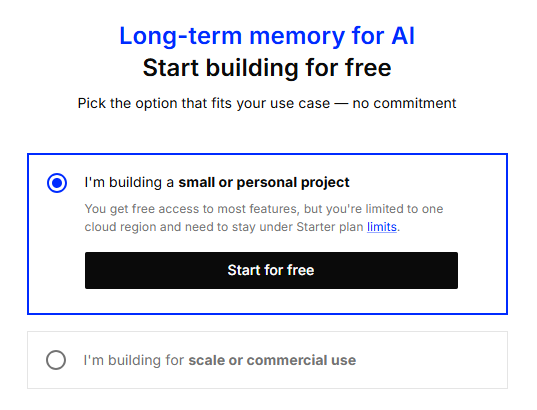 Long-term memory for AI
Start building for free
Pick the option that fits your use case — no commitment
I'm building a small or personal project
You get free access to most features, but you're limited to one
cloud region and need to stay under Starter plan limits.
Start for free
I'm building for scale or commercial use